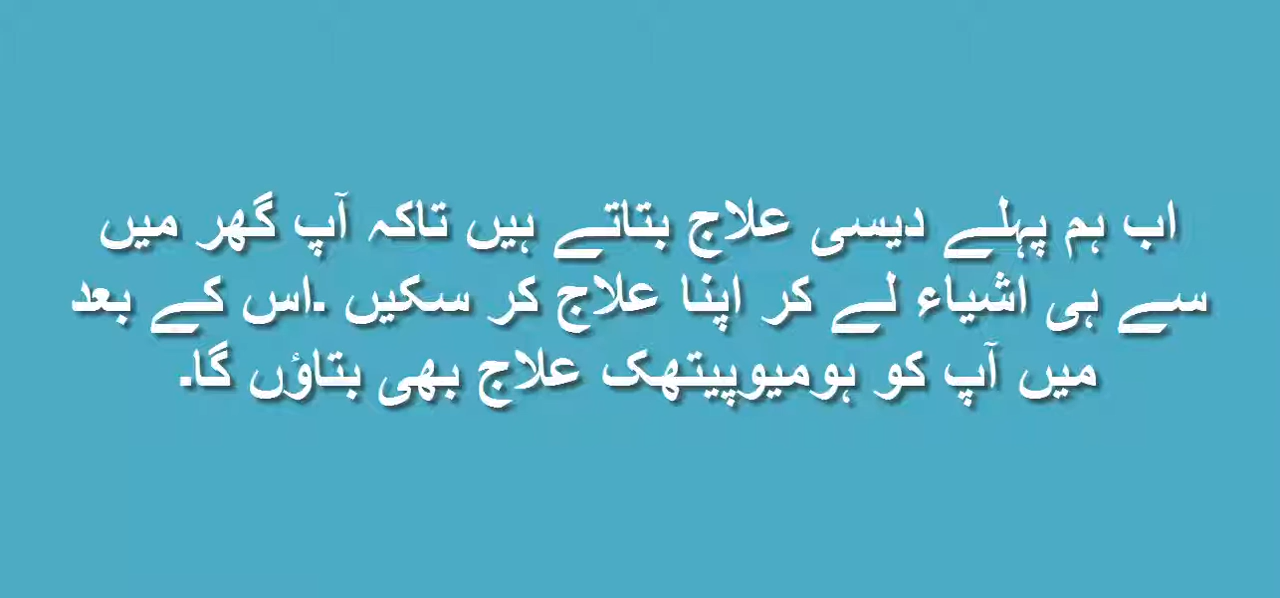 اب ہم پہلے دیسی علاج بتاتے ہیں تاکہ آپ گھر میں
سے ہی اشیاء لے کر اپنا علاج کر سکیں ۔اس کے بعد
میں آپ کو ہومیوپیتھک علاج بھی بتاؤں گا۔